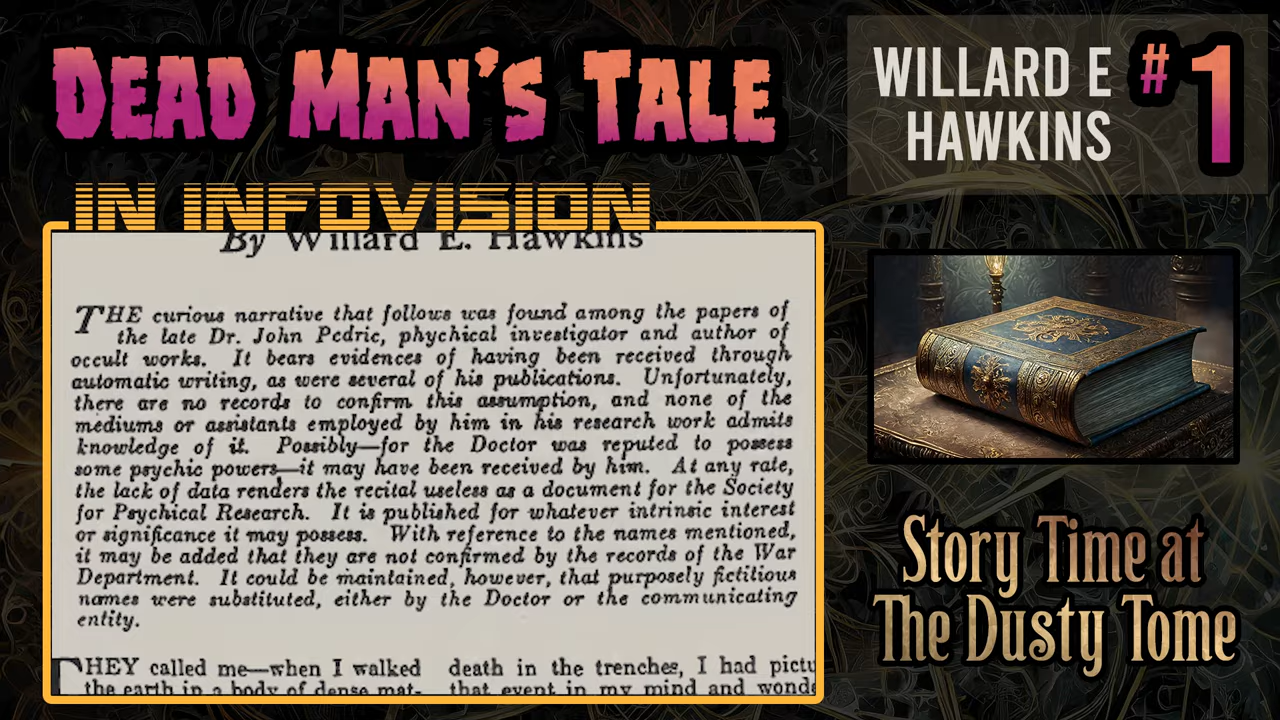 DEAD MAN'S TALE
WILLARD E
HAWKINS
#1
IN INFOVISION
By Willard E. Hawkins
THE curious narrative that follows was found among the papers of
the late Dr. John Pedric, phychical investigator and author of
occult works. It bears evidences of having been received through
automatic writing, as were several of his publications. Unfortunately,
there are no records to confirm this assumption, and none of the
mediums or assistants employed by him in his research work admits
knowledge of it. Possibly—for the Doctor was reputed to possess
some psychic powers—it may have been received by him. At any rate,
the lack of data renders the recital useless as a document for the Society
for Psychical Research. It is published for whatever intrinsic interest
or significance it may possess. With reference to the names mentioned,
it may be added that they are not confirmed by the records of the War
Department. It could be maintained, however, that purposely fictitious
names were substituted, either by the Doctor or the communicating
entity.
THEY called me—when I walked
the earth in a body of dense mat-
death in the trenches, I had pictu
that event in my mind and wonde
Story Time at
The Dusty Tome